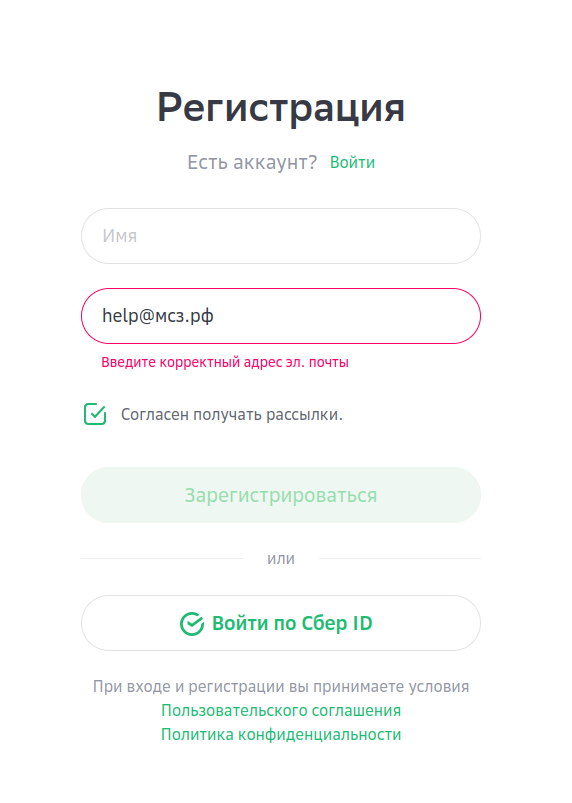 Регистрация
Есть аккаунт? Войти
Имя
help@мсз.рф
Введите корректный адрес эл. почты
Согласен получать рассылки.
Зарегистрироваться
или
Войти по Сбер ID
При входе и регистрации вы принимаете условия
Пользовательского соглашения
Политика конфиденциальности